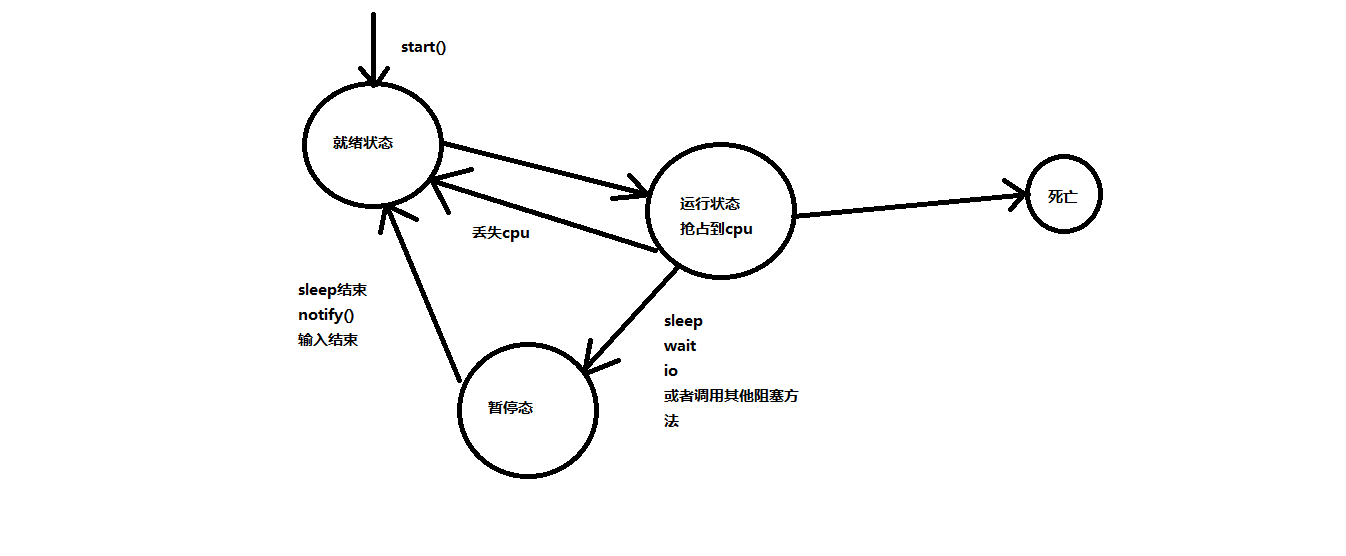 start()
就绪状态
运行状态
抢占到cpu
死亡
丢失cpu
sleep结束
notify()
输入结束
sleep
wait
io
或者调用其他阻塞方
法
暂停态